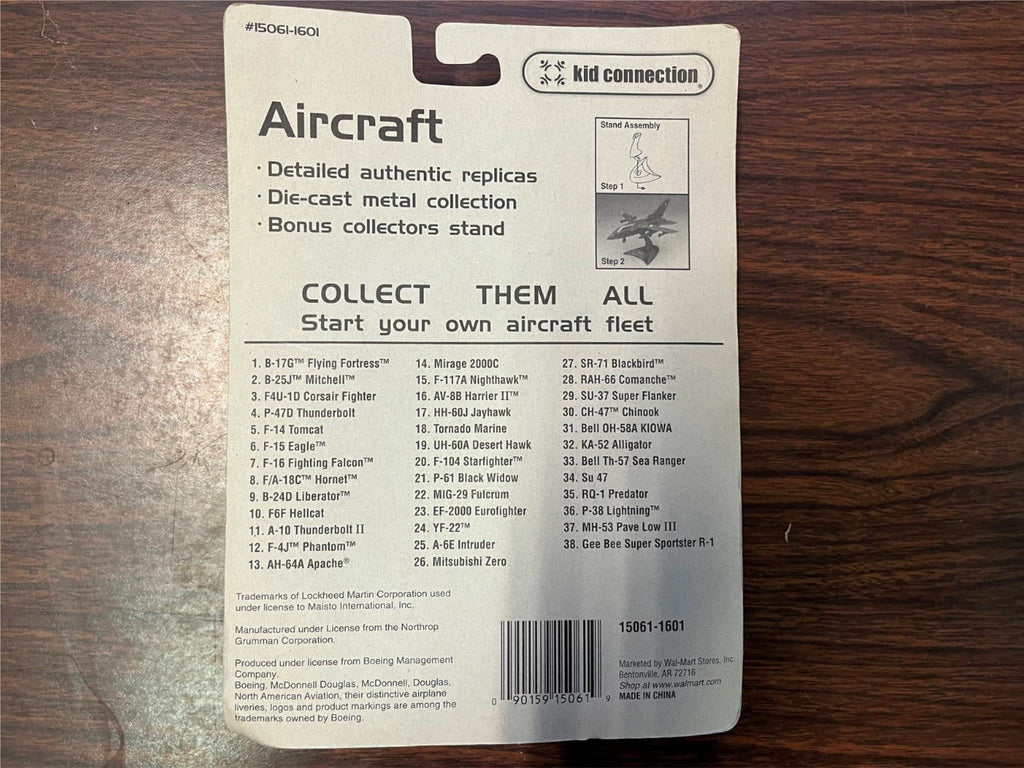 #15061-1601
kid connection®
Aircraft
· Detailed authentic replicas
· Die-cast metal collection
· Bonus collectors stand
Stand Assembly
Step 1
Step 2
COLLECT THEM ALL
Start your own aircraft fleet
1. B-17G™ Flying Fortress™
2. B-25J™ Mitchell™
3. F4U-1D Corsair Fighter
4. P-47D Thunderbolt
5. F-14 Tomcat
6. F-15 Eagle™
7. F-16 Fighting Falcon™
8. F/A-18C™ Hornet™
9. B-24D Liberator™
10. F6F Hellcat
11. A-10 Thunderbolt II
12. F-4J™ Phantom™
13. AH-64A Apache®
14. Mirage 2000C
15. F-117A Nighthawk™
16. AV-8B Harrier II™
17. HH-60J Jayhawk
18. Tornado Marine
19. UH-60A Desert Hawk
20. F-104 Starfighter™
21. P-61 Black Widow
22. MIG-29 Fulcrum
23. EF-2000 Eurofighter
24. YF-22™
25. A-6E Intruder
26. Mitsubishi Zero
27. SR-71 Blackbird™
28. RAH-66 Comanche™
29. SU-37 Super Flanker
30. CH-47™ Chinook
31. Bell OH-58A KIOWA
32. KA-52 Alligator
33. Bell Th-57 Sea Ranger
34. Su 47
35. RQ-1 Predator
36. P-38 Lightning™
37. MH-53 Pave Low III
38. Gee Bee Super Sportster R-1
Trademarks of Lockheed Martin Corporation used
under license to Maisto International, Inc.
Manufactured under License from the Northrop
Grumman Corporation.
Produced under license from Boeing Management
Company.
Boeing, McDonnell Douglas, McDonnell, Douglas,
North American Aviation, their distinctive airplane
liveries, logos and product markings are among the
trademarks owned by Boeing.
0 90159 15061 9
15061-1601
Marketed by Wal-Mart Stores, Inc.
Bentonville, AR 72716
Shop at www.walmart.com
MADE IN CHINA